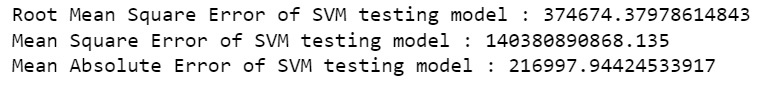 Root Mean Square Error of SVM testing model : 374674.37978614843
Mean Square Error of SVM testing model : 140380890868.135
Mean Absolute Error of SVM testing model : 216997.94424533917